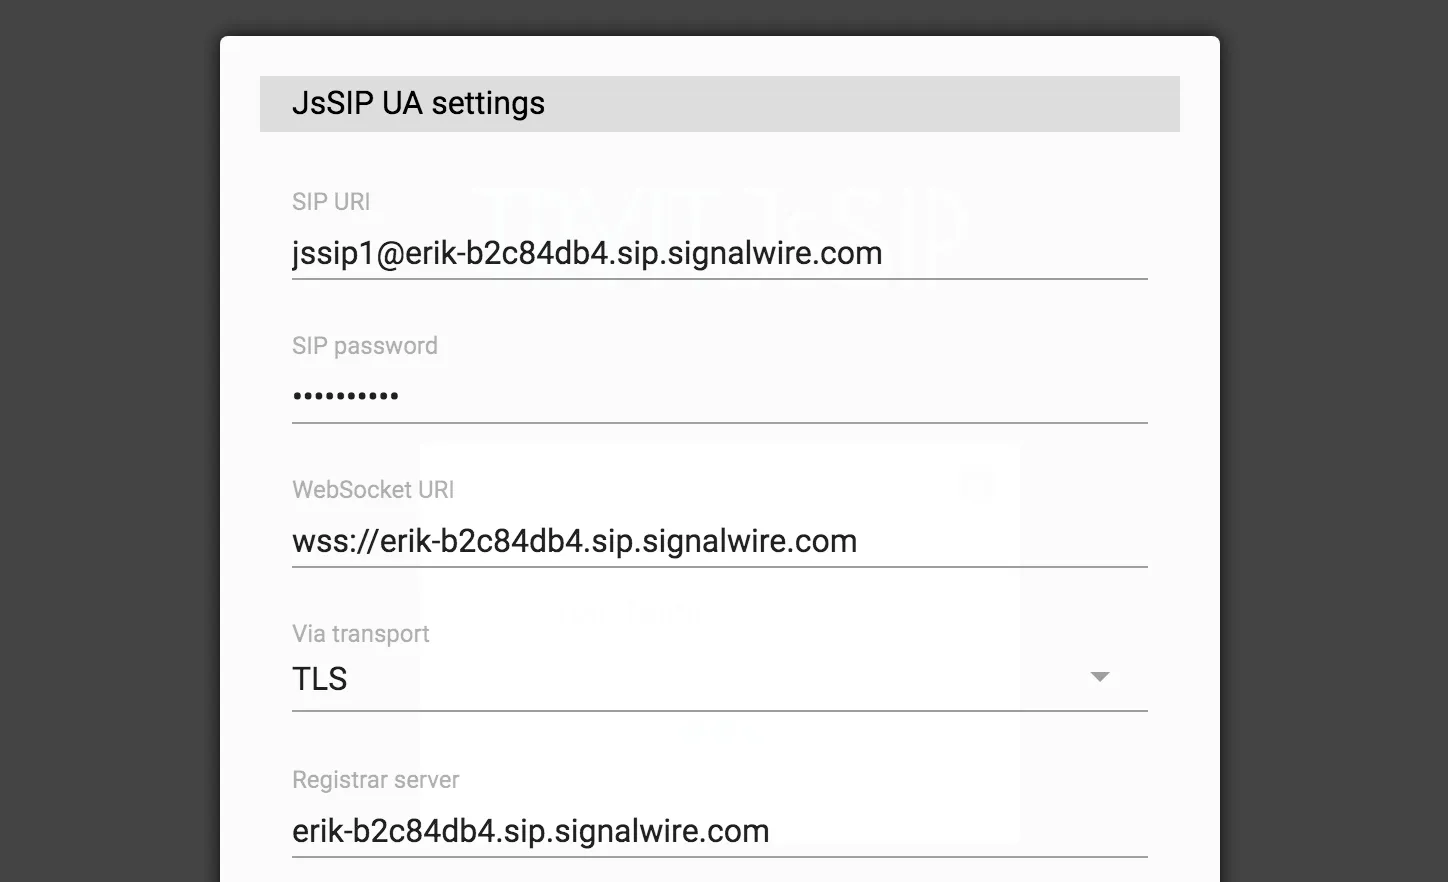 JsSIP UA settings
SIP URI
jssip1@erik-b2c84db4.sip.signalwire.com
SIP password
••••••••••
WebSocket URI
wss://erik-b2c84db4.sip.signalwire.com
Via transport
TLS
Registrar server
erik-b2c84db4.sip.signalwire.com